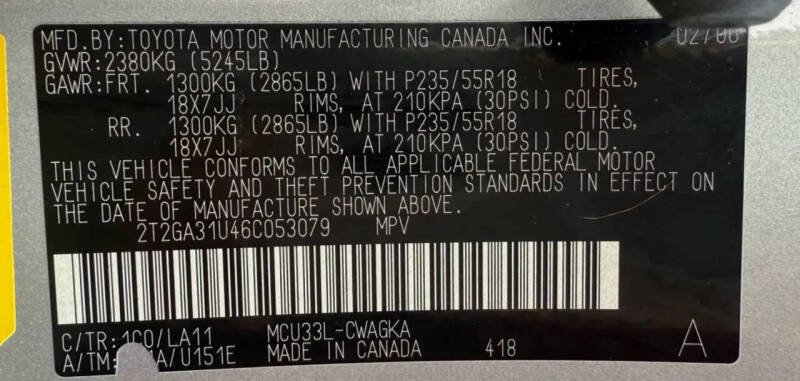 MFD.BY:TOYOTA MOTOR MANUFACTURING CANADA INC. 02/06
GVWR:2380KG (5245LB)
GAWR:FRT. 1300KG (2865LB) WITH P235/55R18 TIRES,
18X7JJ RIMS, AT 210KPA (30PSI) COLD.
RR. 1300KG (2865LB) WITH P235/55R18 TIRES,
18X7JJ RIMS, AT 210KPA (30PSI) COLD.
THIS VEHICLE CONFORMS TO ALL APPLICABLE FEDERAL MOTOR
VEHICLE SAFETY AND THEFT PREVENTION STANDARDS IN EFFECT ON
THE DATE OF MANUFACTURE SHOWN ABOVE.
2T2GA31U46C053079 MPV
C/TR:1C0/LA11 MCU33L-CWAGKA
A/TM: A/U151E MADE IN CANADA 418 A